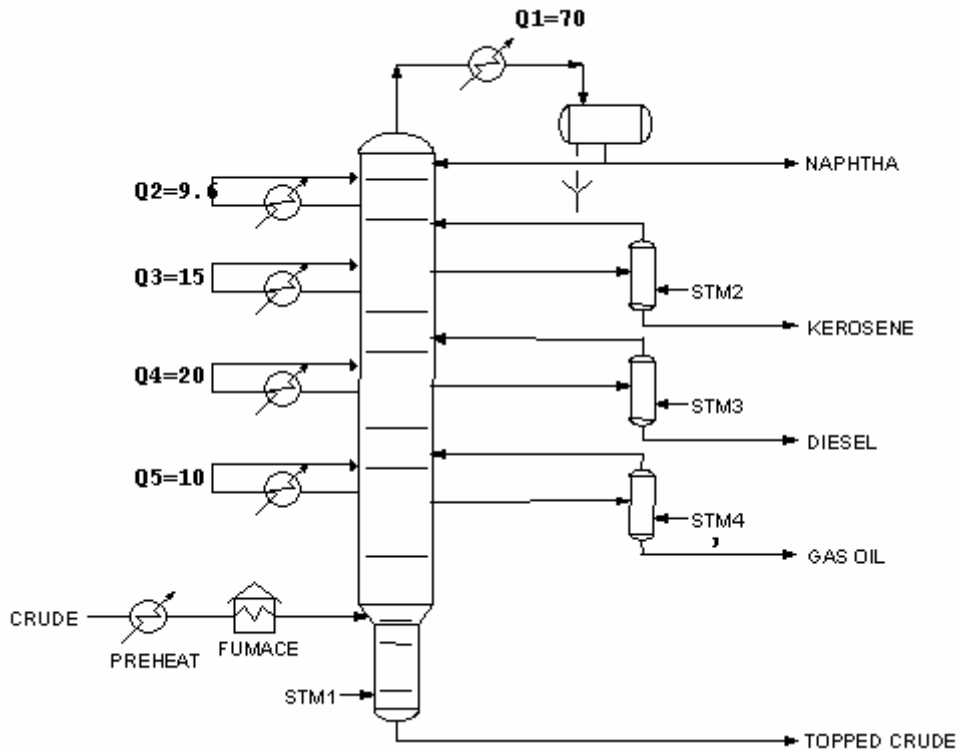 Q1=70
NAPHTHA
Q2=9.6
Q3=15
STM2
KEROSENE
Q4=20
STM3
DIESEL
Q5=10
STM4
,
GAS OIL
CRUDE
PREHEAT
FUMACE
STM1
TOPPED CRUDE